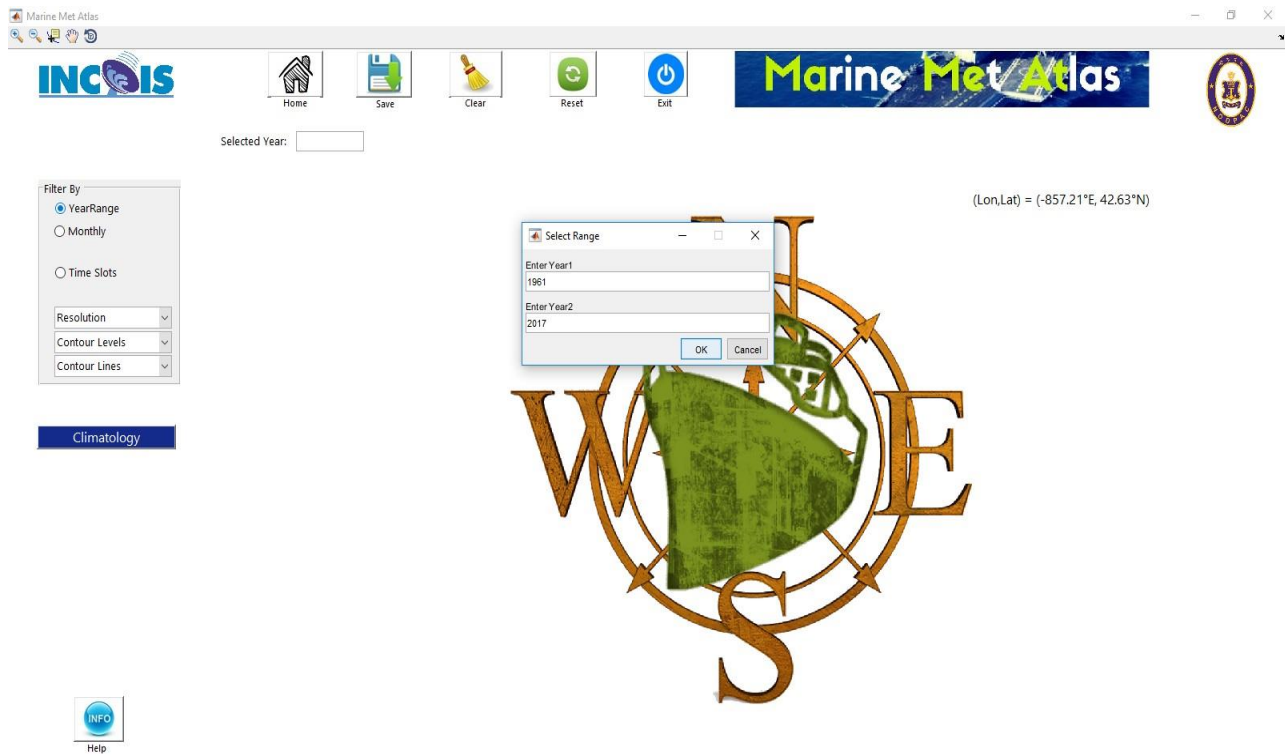 Marine Met Atlas
INCOIS
Home
Save
Clear
Reset
Exit
Marine Met Atlas
Selected Year:
Filter By
YearRange
Monthly
Time Slots
Resolution
Contour Levels
Contour Lines
Climatology
(Lon,Lat) = (-857.21°E, 42.63°N)
Select Range
Enter Year1
1961
Enter Year2
2017
OK Cancel
N
W E
S
INFO
Help